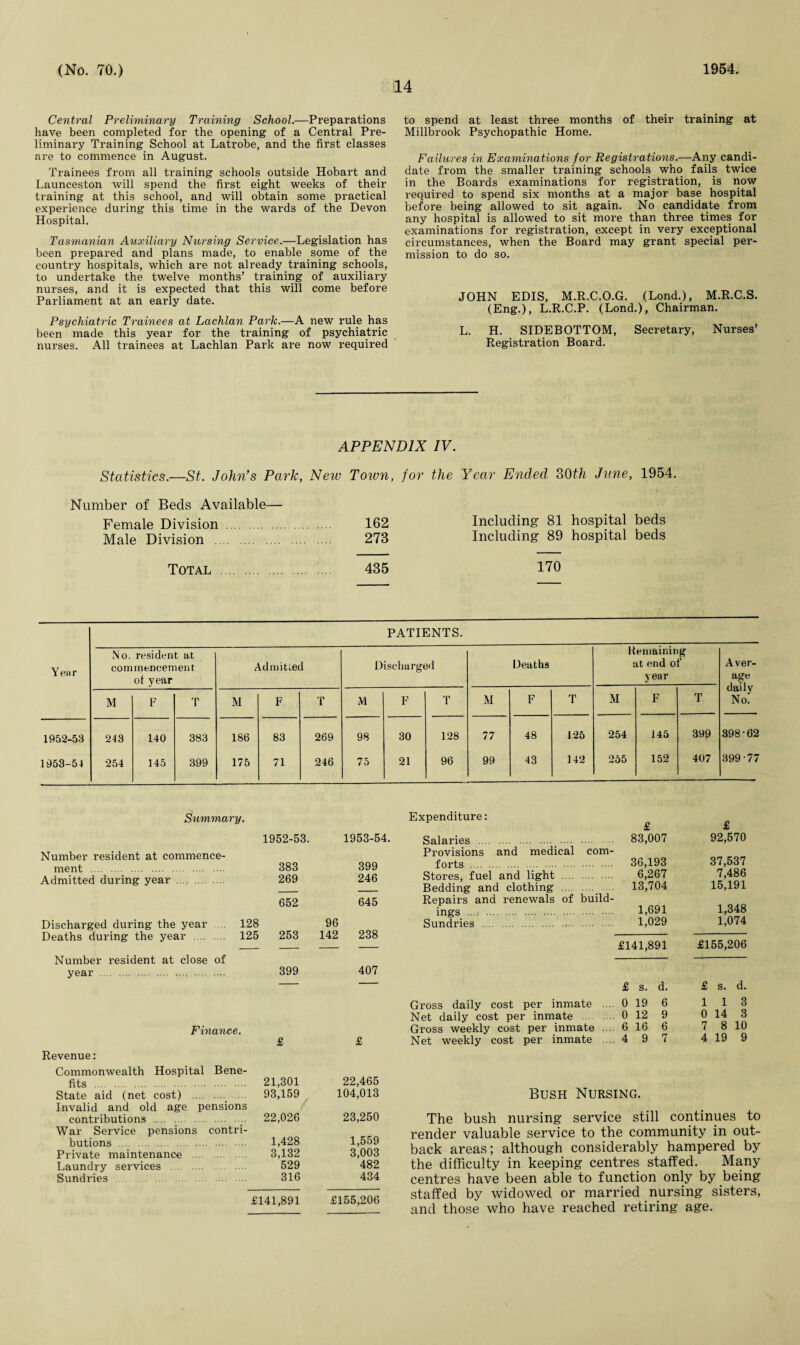 (No. 70.)
1954.
14
Central Preliminary Training School.—Preparations
have been completed for the opening of a Central Pre-
liminary Training School at Latrobe, and the first classes
are to commence in August.
Trainees from all training schools outside Hobart and
Launceston will spend the first eight weeks of their
training at this school, and will obtain some practical
experience during this time in the wards of the Devon
Hospital.
Tasmanian Auxiliary Nursing Service.—Legislation has
been prepared and plans made, to enable some of the
country hospitals, which are not already training schools,
to undertake the twelve months' training of auxiliary
nurses, and it is expected that this will come before
Parliament at an early date.
Psychiatric Trainees at Lachlan Park.—A new rule has
been made this year for the training of psychiatric
nurses. All trainees at Lachlan Park are now required
to spend at least three months of their training at
Millbrook Psychopathic Home.
Failures in Examinations for Registrations.—Any candi-
date from the smaller training schools who fails twice
in the Boards examinations for registration, is now
required to spend six months at a major base hospital
before being allowed to sit again. No candidate from
any hospital is allowed to sit more than three times for
examinations for registration, except in very exceptional
circumstances, when the Board may grant special per-
mission to do so.
JOHN EDIS, M.R.C.O.G. (Lond.), M.R.C.S.
(Eng.), L.R.C.P. (Lond.), Chairman.
L. H. SIDEBOTTOM, Secretary, Nurses'
Registration Board.
APPENDIX IV.
Statistics.—St. John's Park, New Town, for the Year Ended 30th June, 1954.
Number of Beds Available—
Female Division .... .... .... .... .... 162 Including 81 hospital beds
Male Division .... .... .... .... .... 273 Including 89 hospital beds
TOTAL .... .... .... .... .... 435 170
PATIENTS.
Year | No. resident at commencement of year | Admitted | Discharged | Deaths | Remaining at end of year | Average daily No.
M F T M F T M F T M F T M F T
1952-53 243 140 383 186 83 269 98 30 128 77 48 125 254 145 399 398·62
1953-54 254 145 399 175 71 246 75 21 96 99 43 142 255 152 407 399·77
Summary.
1952-53. 1953-54.
Number resident at commence-
ment .... .... .... .... .... .... 383 399
Admitted during year .... .... .... 269 246
652 645
Discharged during the year .... 128 96
Deaths during the year .... .... 125 253 142 238
Number resident at close of
year .... .... .... .... .... .... 399 407
Finance.
£ £
Revenue:
Commonwealth Hospital Bene-
fits .... .... .... .... .... .... .... 21,301 22,465
State aid (net cost) .... .... .... 93,159 104,013
Invalid and old age pensions
contributions .... .... .... .... 22,026 23,250
War Service pensions contri-
butions .... .... .... .... .... .... 1,428 1,559
Private maintenance .... .... .... 3,132 3,003
Laundry services .... .... .... .... 529 482
Sundries .... .... .... .... .... .... 316 434
£141,891 £155,206
Expenditure:
£ £
Salaries .... .... .... .... .... .... 83,007 92,570
Provisions and medical com-
forts .... .... .... .... .... .... 36,193 37,537
Stores, fuel and light .... .... .... 6,267 7,486
Bedding and clothing .... .... .... 13,704 15,191
Repairs and renewals of build-
ings .... .... .... .... .... .... 1,691 1,348
Sundries .... .... .... .... .... .... 1,029 1,074
£141,891 £155,206
£ s. d. £ s. d.
Gross daily cost per inmate .... 0 19 6 1 1 3
Net daily cost per inmate .... .... 0 12 9 0 14 3
Gross weekly cost per inmate .... 6 16 6 7 8 10
Net weekly cost per inmate .... 4 9 7 4 19 9
BUSH NURSING.
The bush nursing service still continues to
render valuable service to the community in out-
back areas; although considerably hampered by
the difficulty in keeping centres staffed. Many
centres have been able to function only by being
staffed by widowed or married nursing sisters,
and those who have reached retiring age.